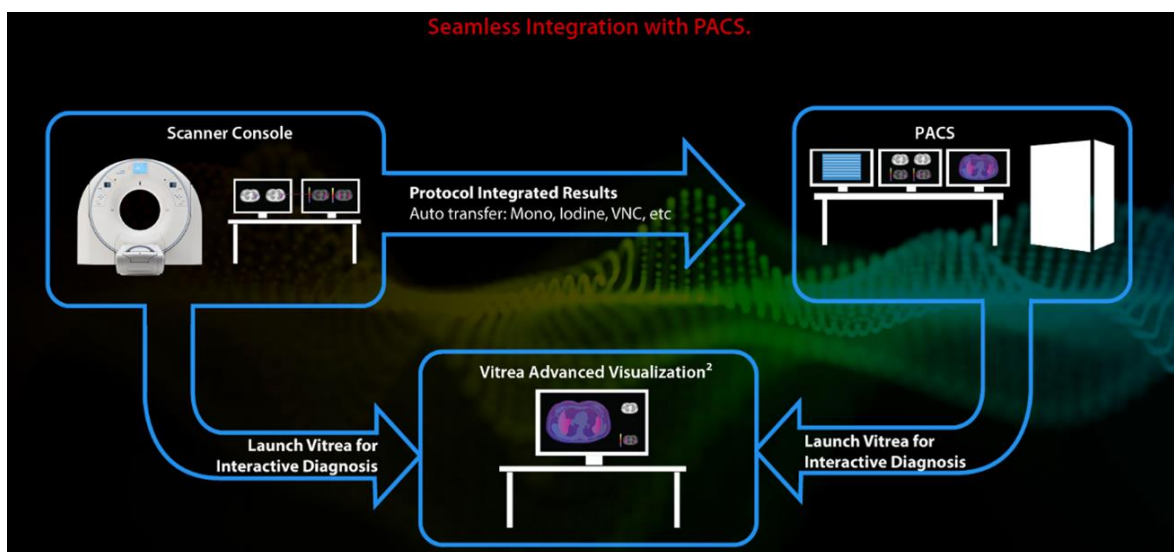 Seamless Integration with PACS.
Scanner Console
PACS
Protocol Integrated Results
Auto transfer: Mono, Iodine, VNC, etc
Vitrea Advanced Visualization²
Launch Vitrea for
Interactive Diagnosis
Launch Vitrea for
Interactive Diagnosis